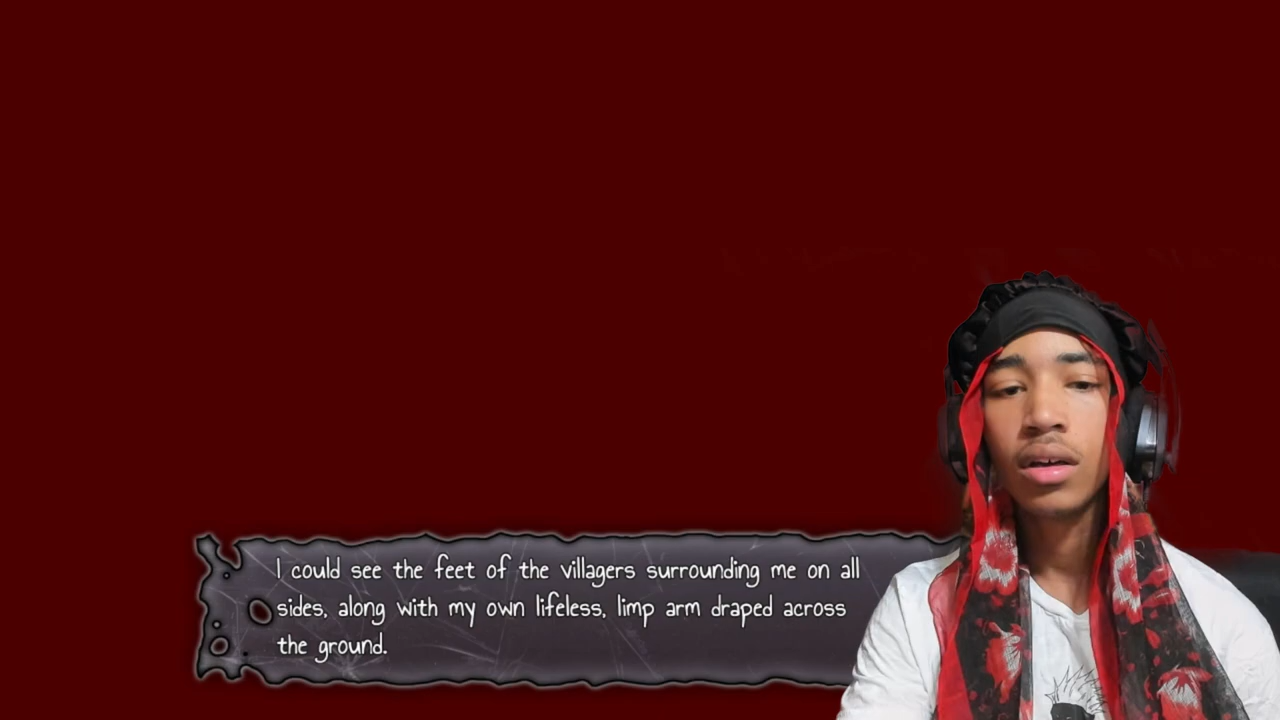 I could see the feet of the villagers surrounding me on all
sides, along with my own lifeless, limp arm draped across
the ground.